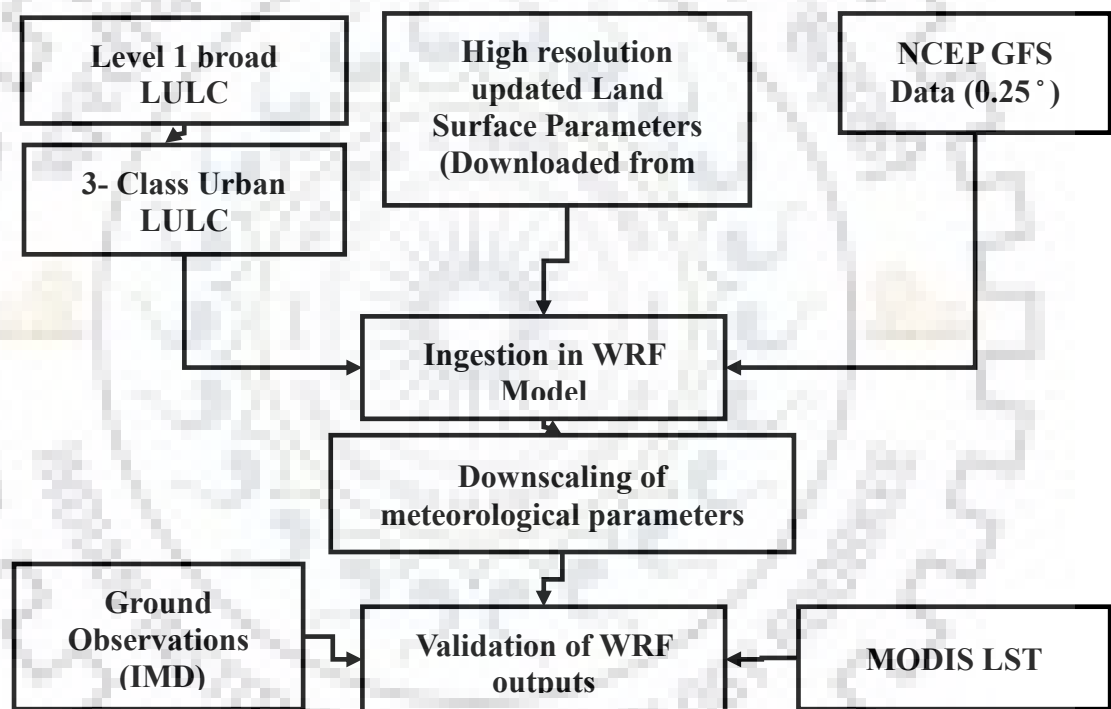 Level 1 broad
LULC
High resolution
updated Land
Surface Parameters
(Downloaded from
NCEP GFS
Data (0.25°)
3- Class Urban
LULC
Ingestion in WRF
Model
Downscaling of
meteorological parameters
Ground
Observations
(IMD)
Validation of WRF
outputs
MODIS LST